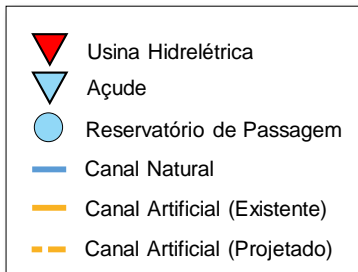 Usina Hidrelétrica
Açude
Reservatório de Passagem
Canal Natural
Canal Artificial (Existente)
Canal Artificial (Projetado)